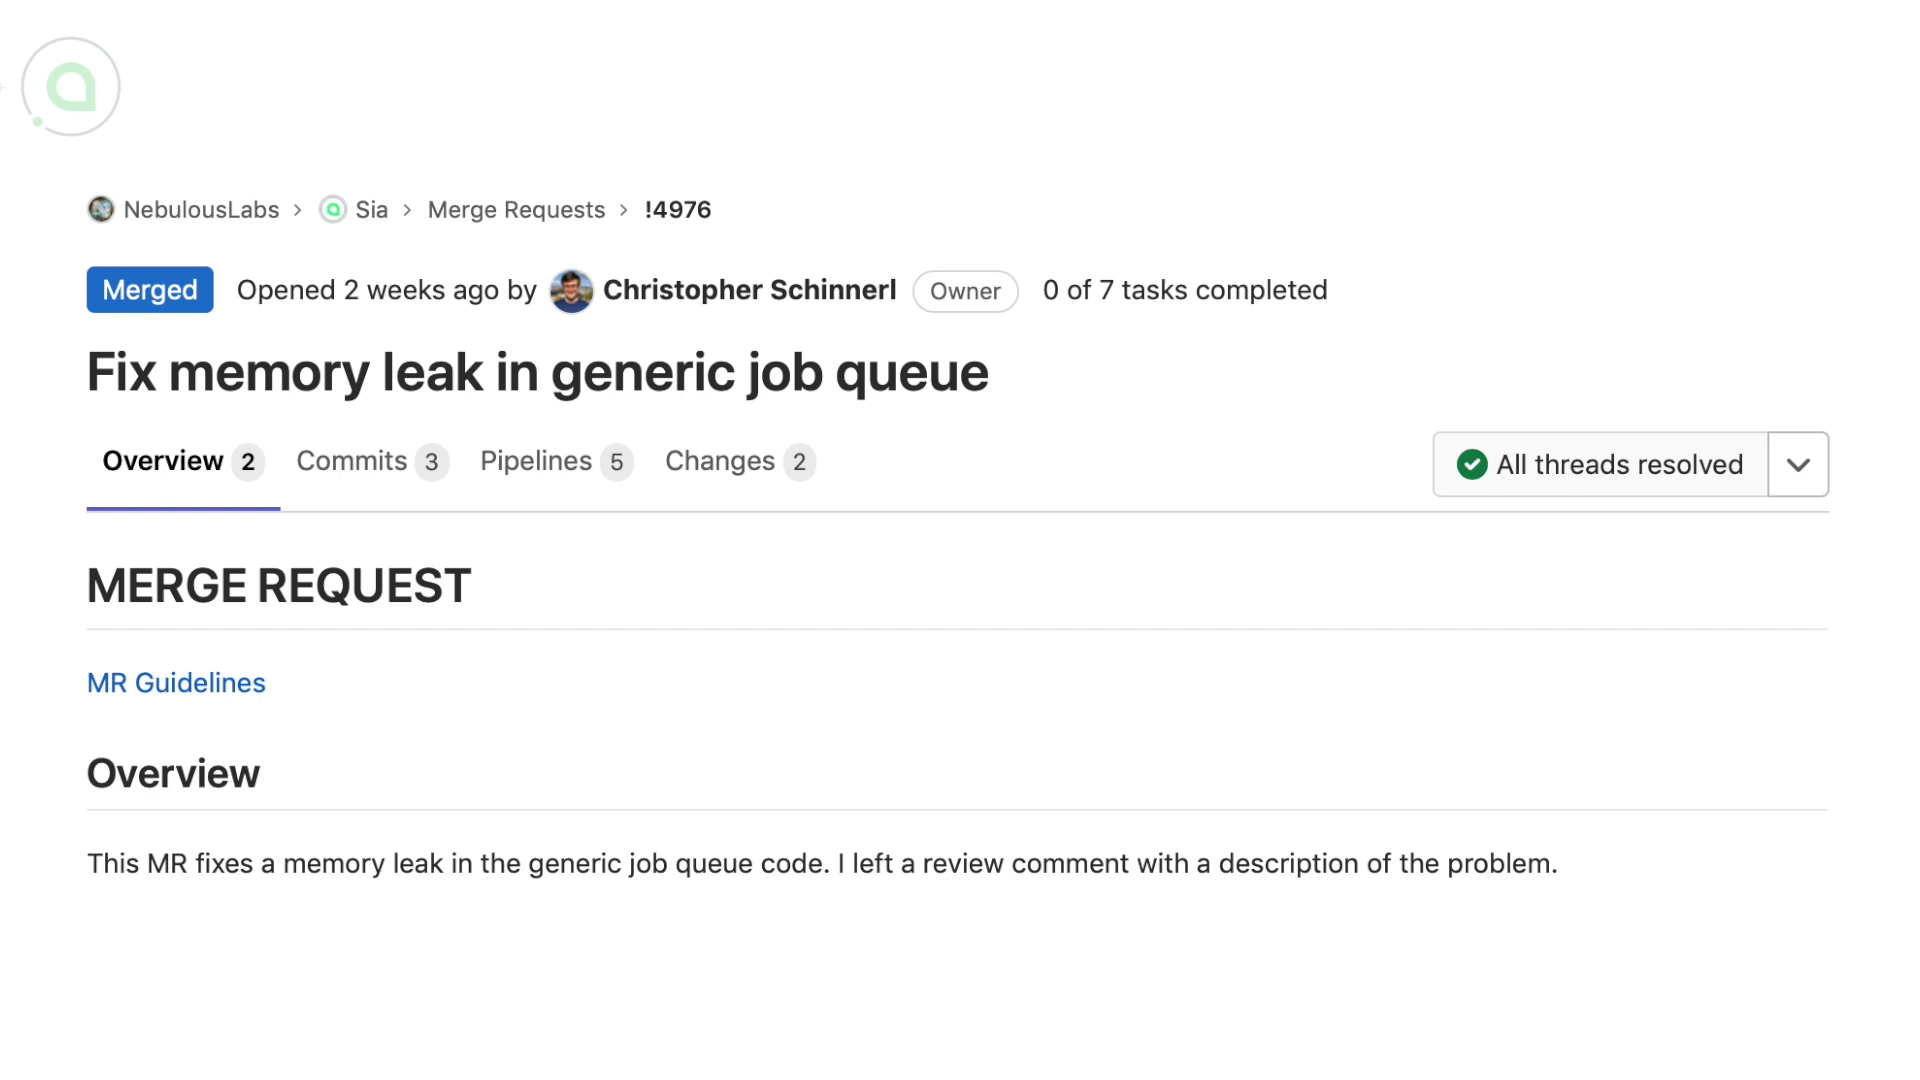 NebulousLabs > Sia > Merge Requests > !4976
Merged Opened 2 weeks ago by Christopher Schinnerl Owner 0 of 7 tasks completed
Fix memory leak in generic job queue
Overview 2 Commits 3 Pipelines 5 Changes 2 All threads resolved
MERGE REQUEST
MR Guidelines
Overview
This MR fixes a memory leak in the generic job queue code. I left a review comment with a description of the problem.